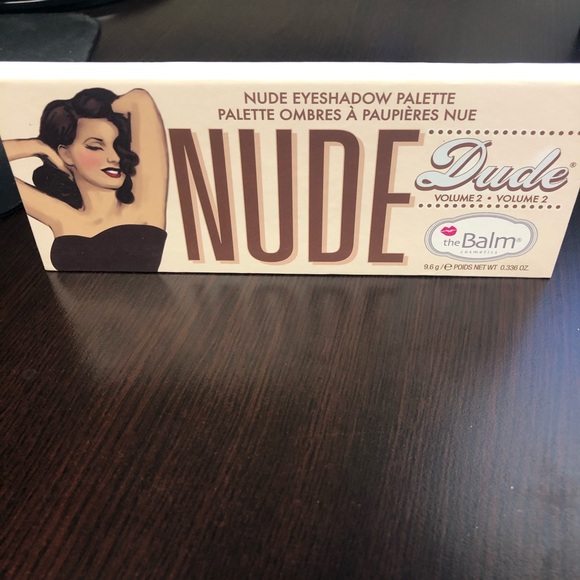 NUDE EYESHADOW PALETTE
PALETTE OMBRES À PAUPIÈRES NUE
NUDE
Dude®
VOLUME 2 • VOLUME 2
theBalm®
cosmetics
9.6 g / ℮ POIDS NET WT. 0.336 OZ.